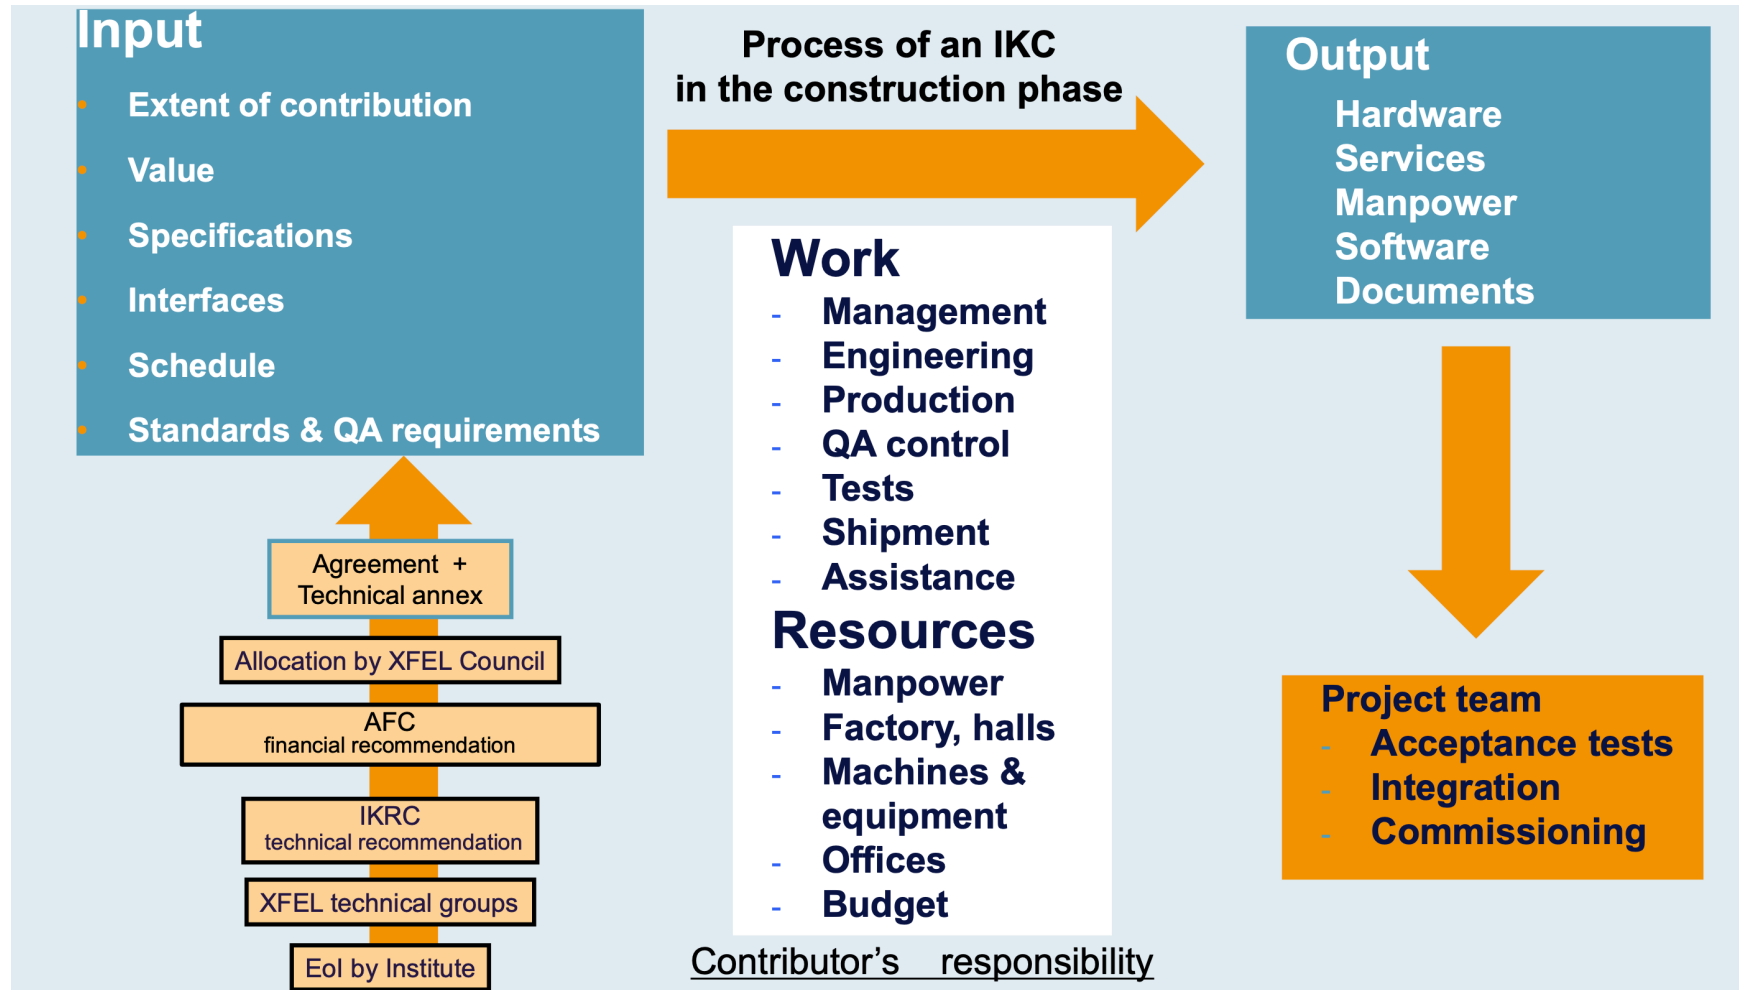 Input
• Extent of contribution
• Value
• Specifications
• Interfaces
• Schedule
• Standards & QA requirements
Agreement +
Technical annex
Allocation by XFEL Council
AFC
financial recommendation
IKRC
technical recommendation
XFEL technical groups
EoI by Institute
Process of an IKC
in the construction phase
Work
- Management
- Engineering
- Production
- QA control
- Tests
- Shipment
- Assistance
Resources
- Manpower
- Factory, halls
- Machines &
equipment
- Offices
- Budget
Contributor’s responsibility
Output
Hardware
Services
Manpower
Software
Documents
Project team
- Acceptance tests
- Integration
- Commissioning